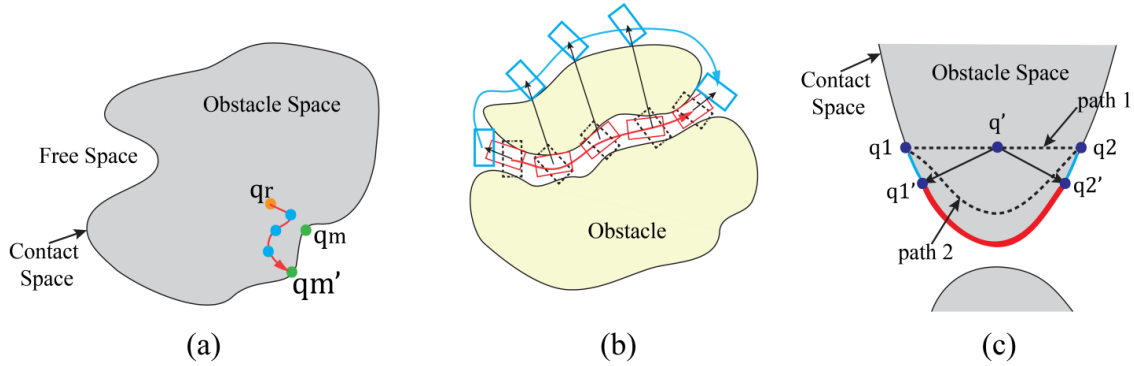 Obstacle Space
Free Space
qr
qm
Contact
Space
qm'
(a)
Obstacle
(b)
Contact
Space
Obstacle Space
path 1
q'
q1
q2
q1'
q2'
path 2
(c)